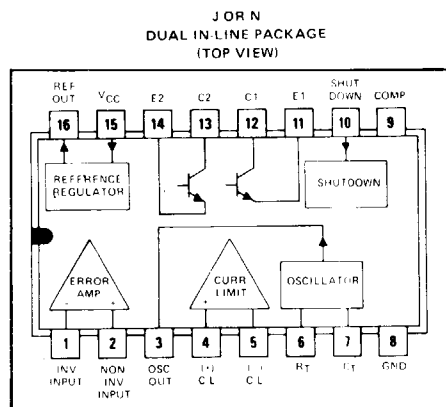 J OR N
DUAL IN-LINE PACKAGE
(TOP VIEW)
REF OUT
VCC
E2
C2
C1
E1
SHUT DOWN
COMP
16
15
14
13
12
11
10
9
REFERENCE REGULATOR
SHUTDOWN
ERROR AMP
CURR LIMIT
OSCILLATOR
- +
+ -
1
2
3
4
5
6
7
8
INV INPUT
NON INV INPUT
OSC OUT
(+) C L
(-) C L
RT
CT
GND